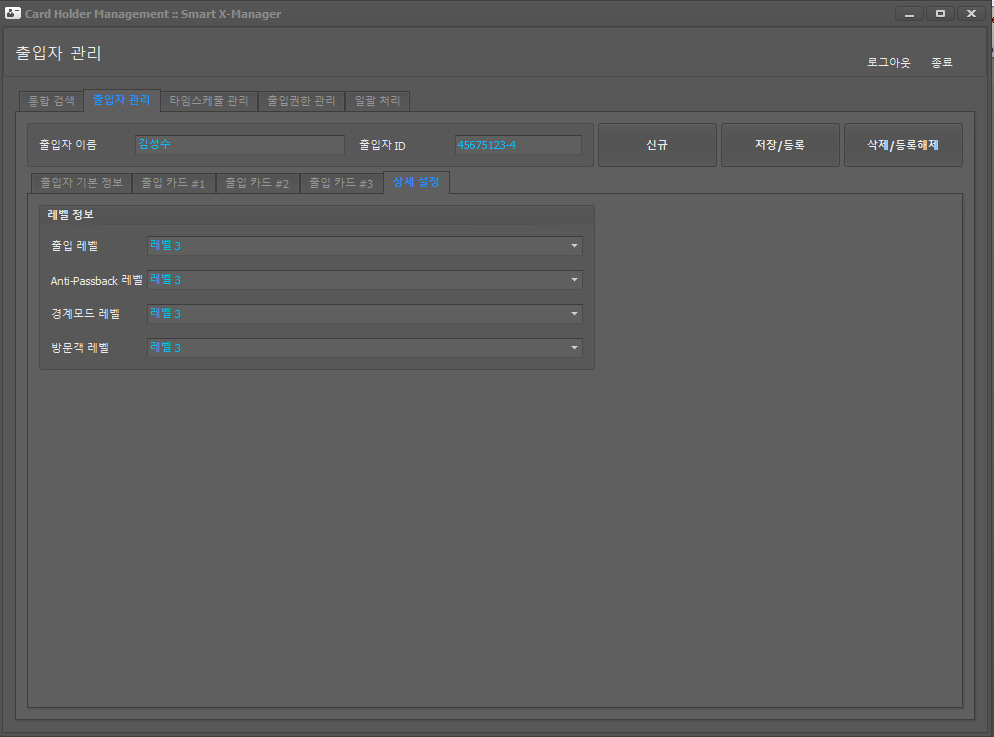 Card Holder Management :: Smart X-Manager
출입자 관리
로그아웃 종료
통합 검색 출입자 관리 타임스케쥴 관리 출입권한 관리 일괄 처리
출입자 이름 김성수 출입자 ID 45675123-4 신규 저장/등록 삭제/등록해제
출입자 기본 정보 출입 카드 #1 출입 카드 #2 출입 카드 #3 상세 설정
레벨 정보
출입 레벨 레벨 3
Anti-Passback 레벨 레벨 3
경계모드 레벨 레벨 3
방문객 레벨 레벨 3